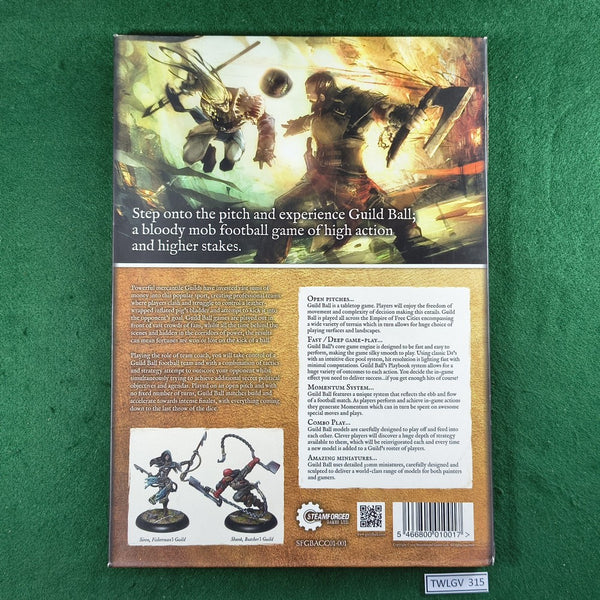 Step onto the pitch and experience Guild Ball;
a bloody mob football game of high action
and higher stakes.
Powerful mercantile Guilds have invested vast sums of
money into this popular sport, creating professional teams
where players clash and struggle to control a leather-
wrapped inflated pig's bladder and attempt to kick it into
the opponent's goal. Guild Ball games are played out in
front of vast crowds of fans, whilst all the time behind the
scenes and hidden in the corridors of power, the results
can mean fortunes are won or lost on the kick of a ball.
Playing the role of team coach, you will take control of a
Guild Ball football team and with a combination of tactics
and strategy attempt to outscore your opponent whilst
simultaneously trying to achieve additional secret political
objectives and agendas. Played on an open pitch and with
no fixed number of turns, Guild Ball matches build and
accelerate towards intense finales, with everything coming
down to the last throw of the dice.
Siren, Fisherman's Guild
Shank, Butcher's Guild
Open pitches...
Guild Ball is a tabletop game. Players will enjoy the freedom of
movement and complexity of decision making this entails. Guild
Ball is played all across the Empire of Free Cities encompassing
a wide variety of terrain which in turn allows for huge choice of
playing surfaces and landscapes.
Fast / Deep game-play...
Guild Ball's core game engine is designed to be fast and easy to
perform, making the game silky smooth to play. Using classic D6's
with an intuitive dice pool system, hit resolution is lighting fast with
minimal computations. Guild Ball's Playbook system allows for a
huge variety of outcomes to each action. You decide the in-game
effect you need to deliver success...if you get enough hits of course!
Momentum System...
Guild Ball features a unique system that reflects the ebb and flow
of a football match. As players perform and achieve in-game actions
they generate Momentum which can in turn be spent on awesome
special moves and plays.
Combo Play...
Guild Ball models are carefully designed to play off and feed into
each other. Clever players will discover a huge depth of strategy
available to them, which will be reinvigorated each and every time
a new model is added to a Guild's roster of players.
Amazing miniatures...
Guild Ball uses detailed 30mm miniatures, carefully designed and
sculpted to deliver a world-class range of models for both painters
and gamers.
STEAMFORGED
GAMES LTD.
SFGBACC01-001
5 466800 010017 >
TWLGV 315